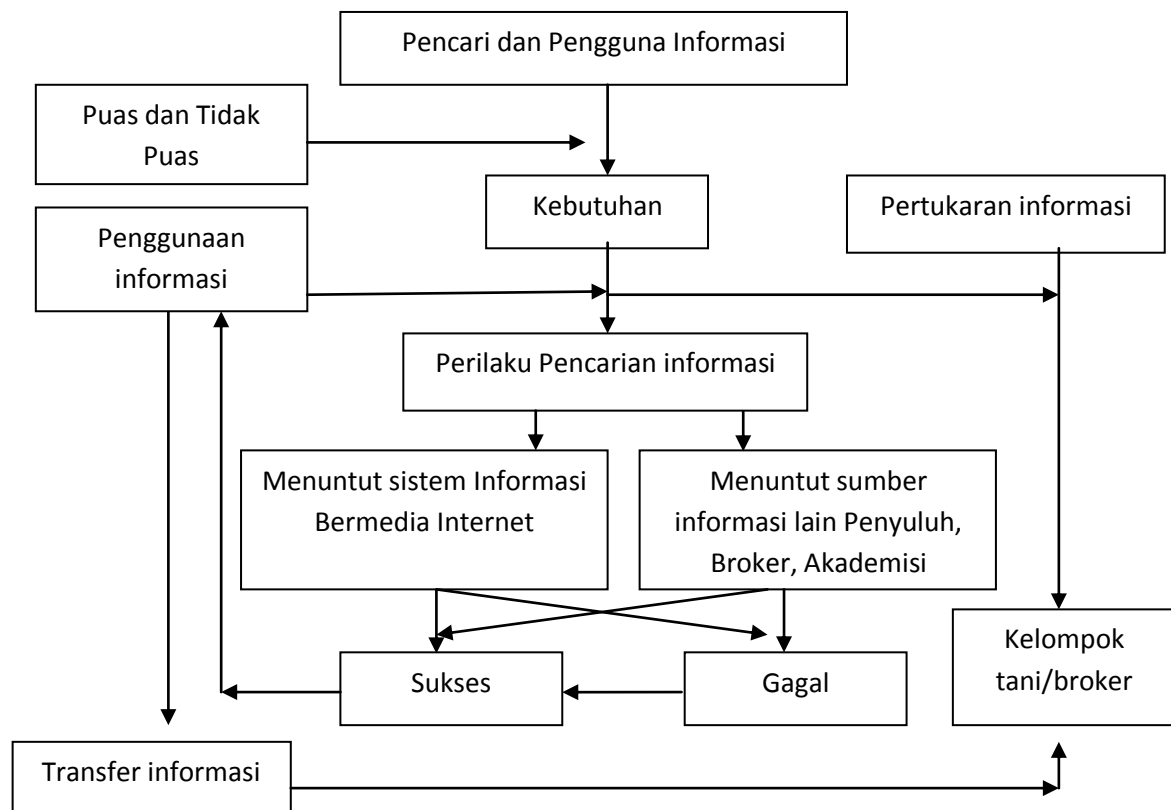 Pencari dan Pengguna Informasi
Puas dan Tidak
Puas
Kebutuhan
Pertukaran informasi
Penggunaan
informasi
Perilaku Pencarian informasi
Menuntut sistem Informasi
Bermedia Internet
Menuntut sumber
informasi lain Penyuluh,
Broker, Akademisi
Sukses
Gagal
Kelompok
tani/broker
Transfer informasi